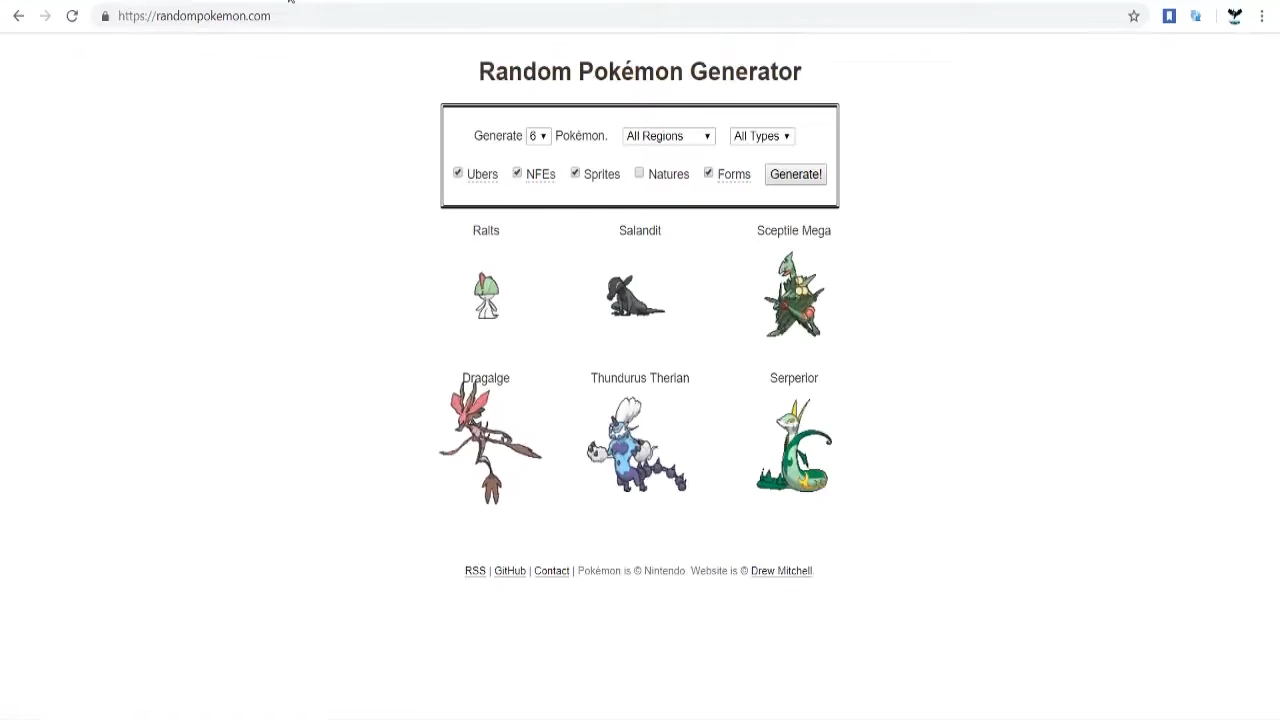 https://randompokemon.com
Random Pokémon Generator
Generate 6 Pokémon. All Regions All Types
Ubers NFEs Sprites Natures Forms Generate!
Ralts Salandit Sceptile Mega
Dragalge Thundurus Therian Serperior
RSS | GitHub | Contact | Pokémon is © Nintendo. Website is © Drew Mitchell.